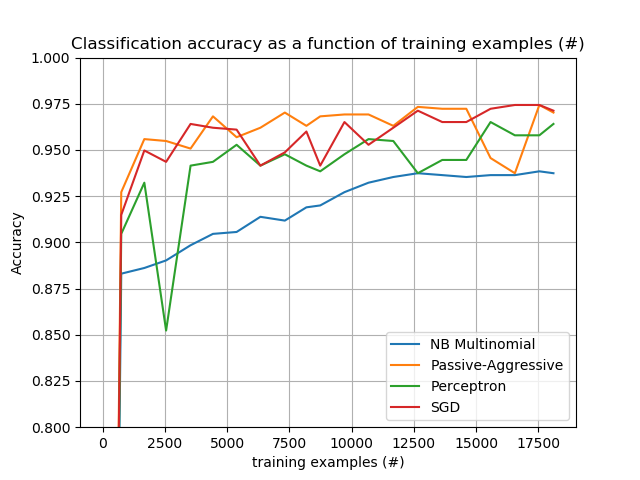 Classification accuracy as a function of training examples (#)
1.000
0.975
0.950
0.925
0.900
0.875
0.850
0.825
0.800
Accuracy
NB Multinomial
Passive-Aggressive
Perceptron
SGD
0 2500 5000 7500 10000 12500 15000 17500
training examples (#)